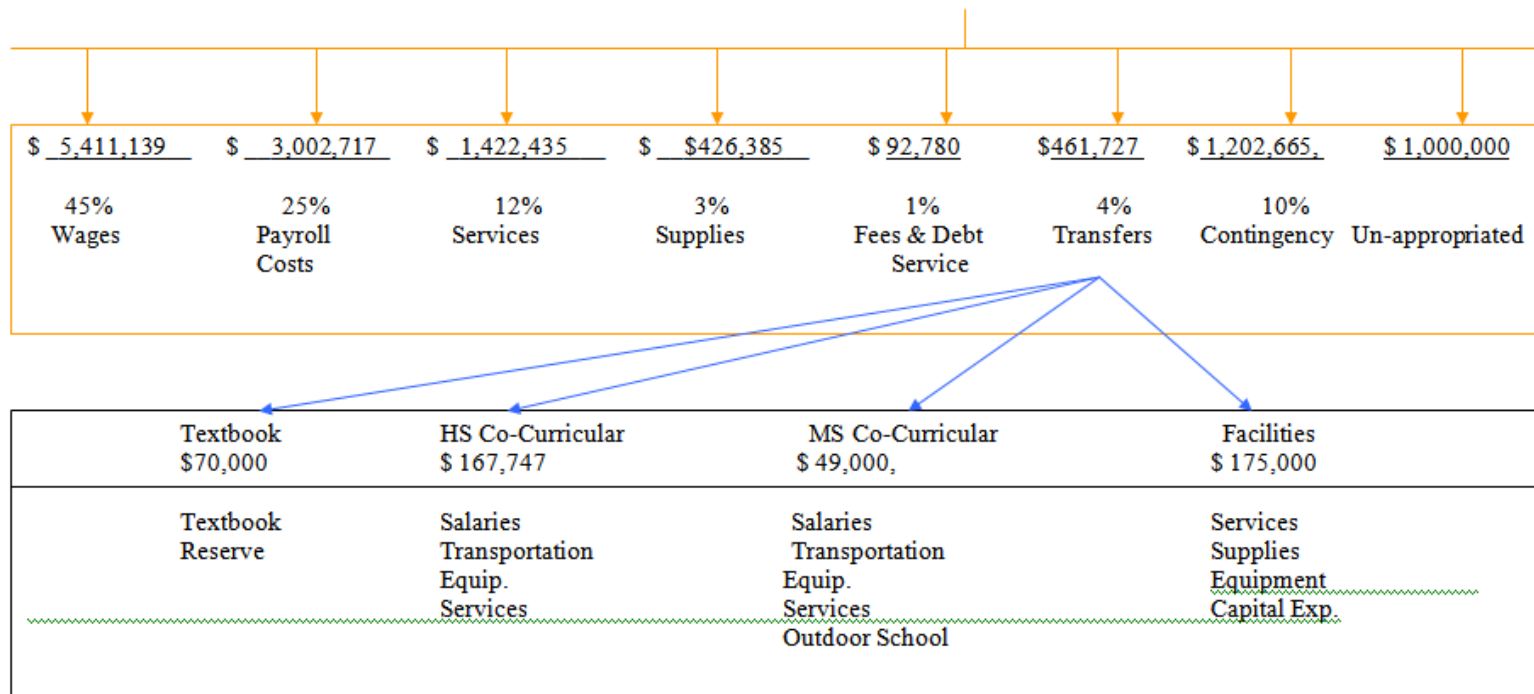 $ 5,411,139 $ 3,002,717 $ 1,422,435 $ $426,385 $ 92,780 $461,727 $ 1,202,665, $ 1,000,000
45% 25% 12% 3% 1% 4% 10%
Wages Payroll Services Supplies Fees & Debt Transfers Contingency Un-appropriated
Costs Service
Textbook HS Co-Curricular MS Co-Curricular Facilities
$70,000 $ 167,747 $ 49,000, $ 175,000
Textbook Salaries Salaries Services
Reserve Transportation Transportation Supplies
Equip. Equip. Equipment
Services Services Capital Exp.
Outdoor School